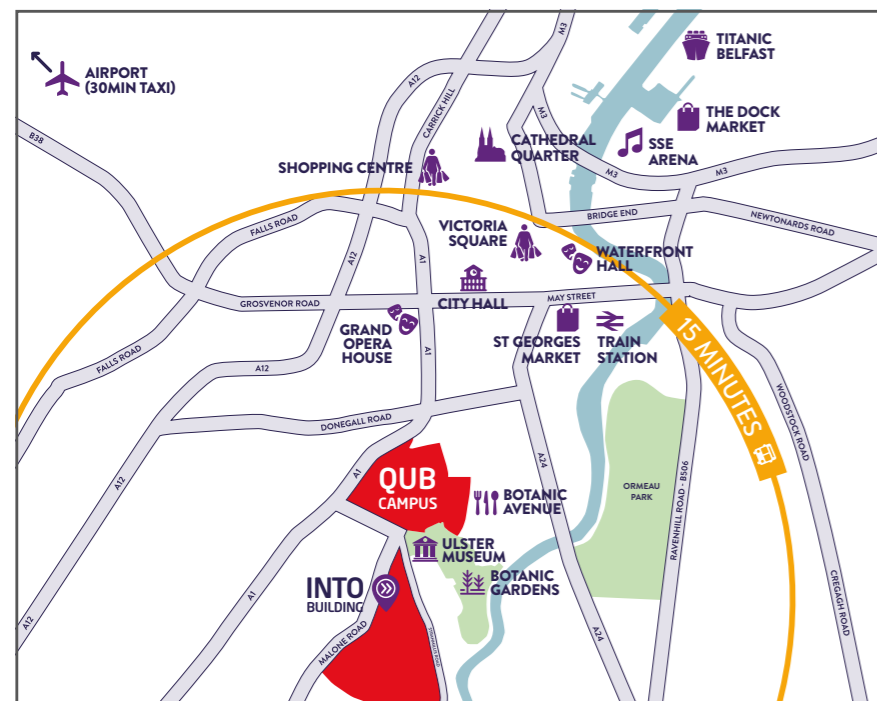 TITANIC
BELFAST
AIRPORT
(30MIN TAXI)
M3
A12
CARRICK HILL
M3
THE DOCK
MARKET
B38
CATHEDRAL
QUARTER
SSE
ARENA
SHOPPING CENTRE
M3
M3
FALLS ROAD
BRIDGE END
NEWTONARDS ROAD
VICTORIA
SQUARE
WATERFRONT
HALL
A12
A1
GROSVENOR ROAD
CITY HALL
MAY STREET
GRAND
OPERA
HOUSE
ST GEORGES
MARKET
TRAIN
STATION
15 MINUTES
FALLS ROAD
A12
A1
WOODSTOCK ROAD
DONEGALL ROAD
A1
A24
QUB
CAMPUS
BOTANIC
AVENUE
ORMEAU
PARK
RAVENHILL ROAD - B506
A12
ULSTER
MUSEUM
BOTANIC
GARDENS
INTO
BUILDING
A1
A12
MALONE ROAD
A24
CREGAGH ROAD